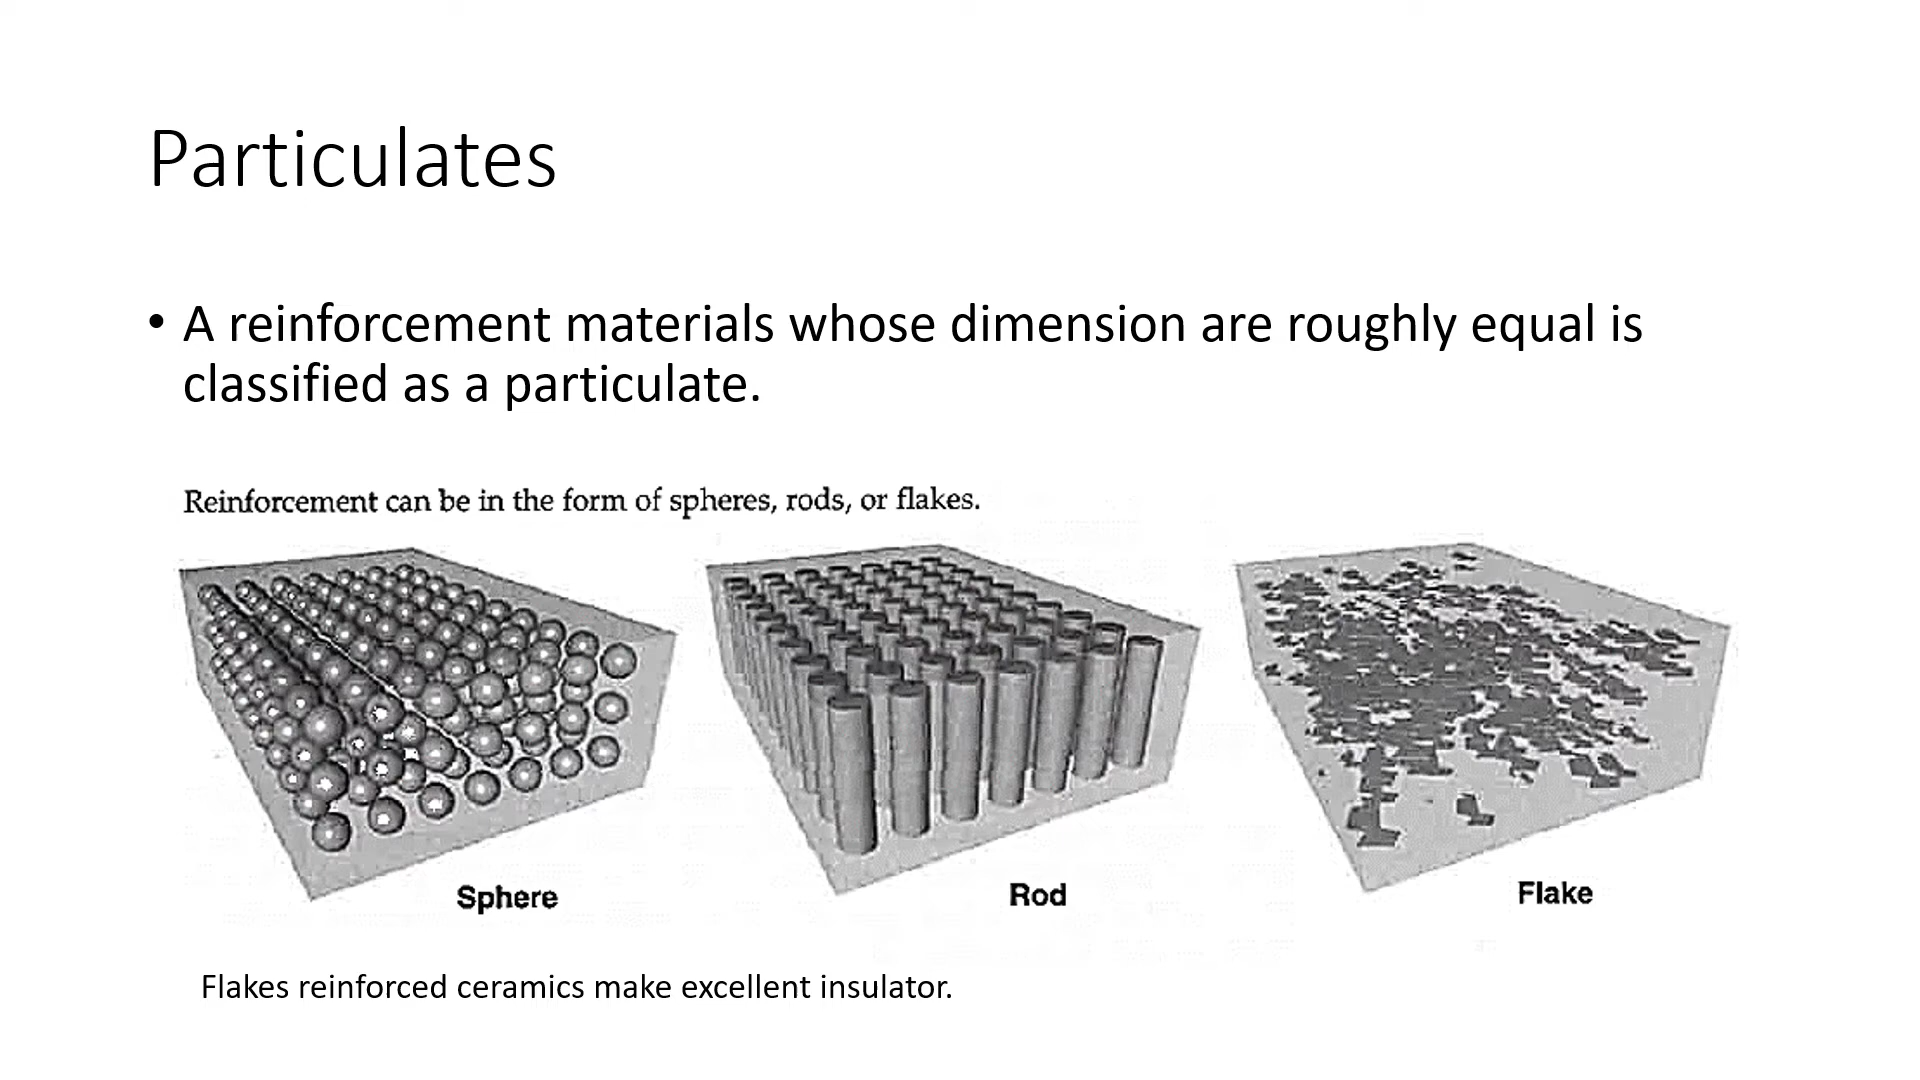 Particulates
• A reinforcement materials whose dimension are roughly equal is
classified as a particulate.
Reinforcement can be in the form of spheres, rods, or flakes.
Sphere
Rod
Flake
Flakes reinforced ceramics make excellent insulator.